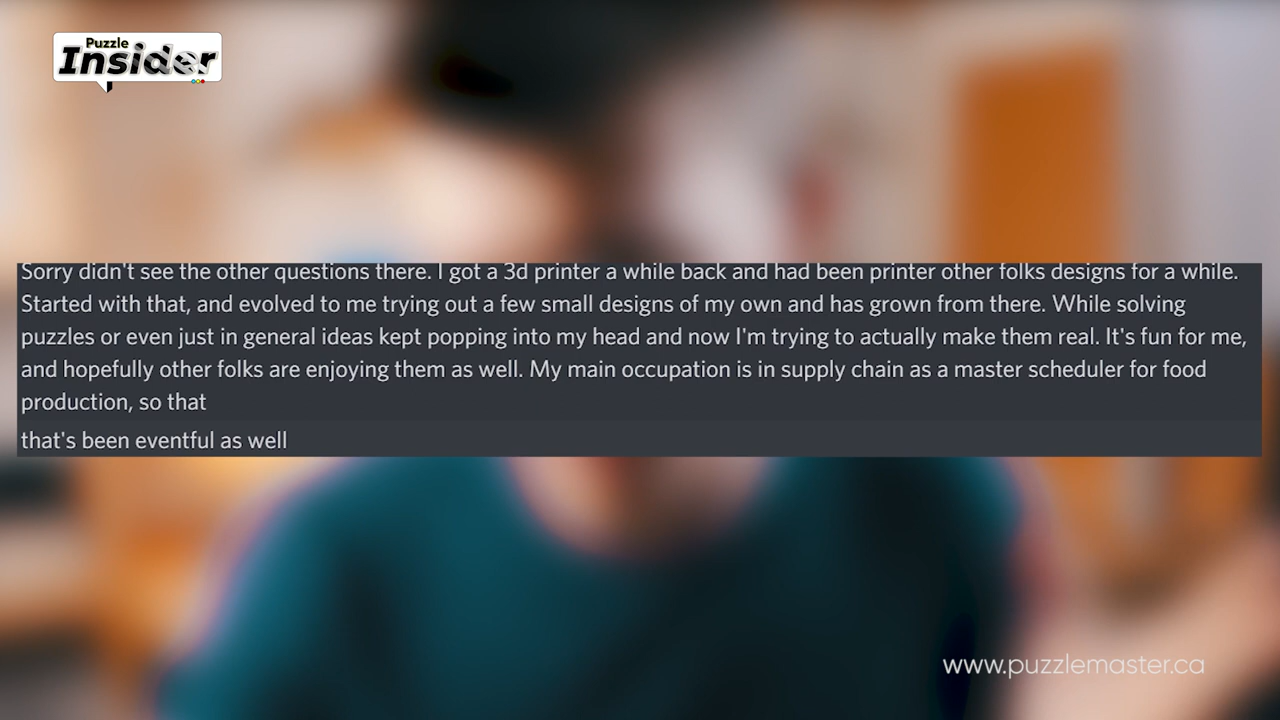 Puzzle
Insider
Sorry didn't see the other questions there. I got a 3d printer a while back and had been printer other folks designs for a while.
Started with that, and evolved to me trying out a few small designs of my own and has grown from there. While solving
puzzles or even just in general ideas kept popping into my head and now I'm trying to actually make them real. It's fun for me,
and hopefully other folks are enjoying them as well. My main occupation is in supply chain as a master scheduler for food
production, so that
that's been eventful as well
www.puzzlemaster.ca